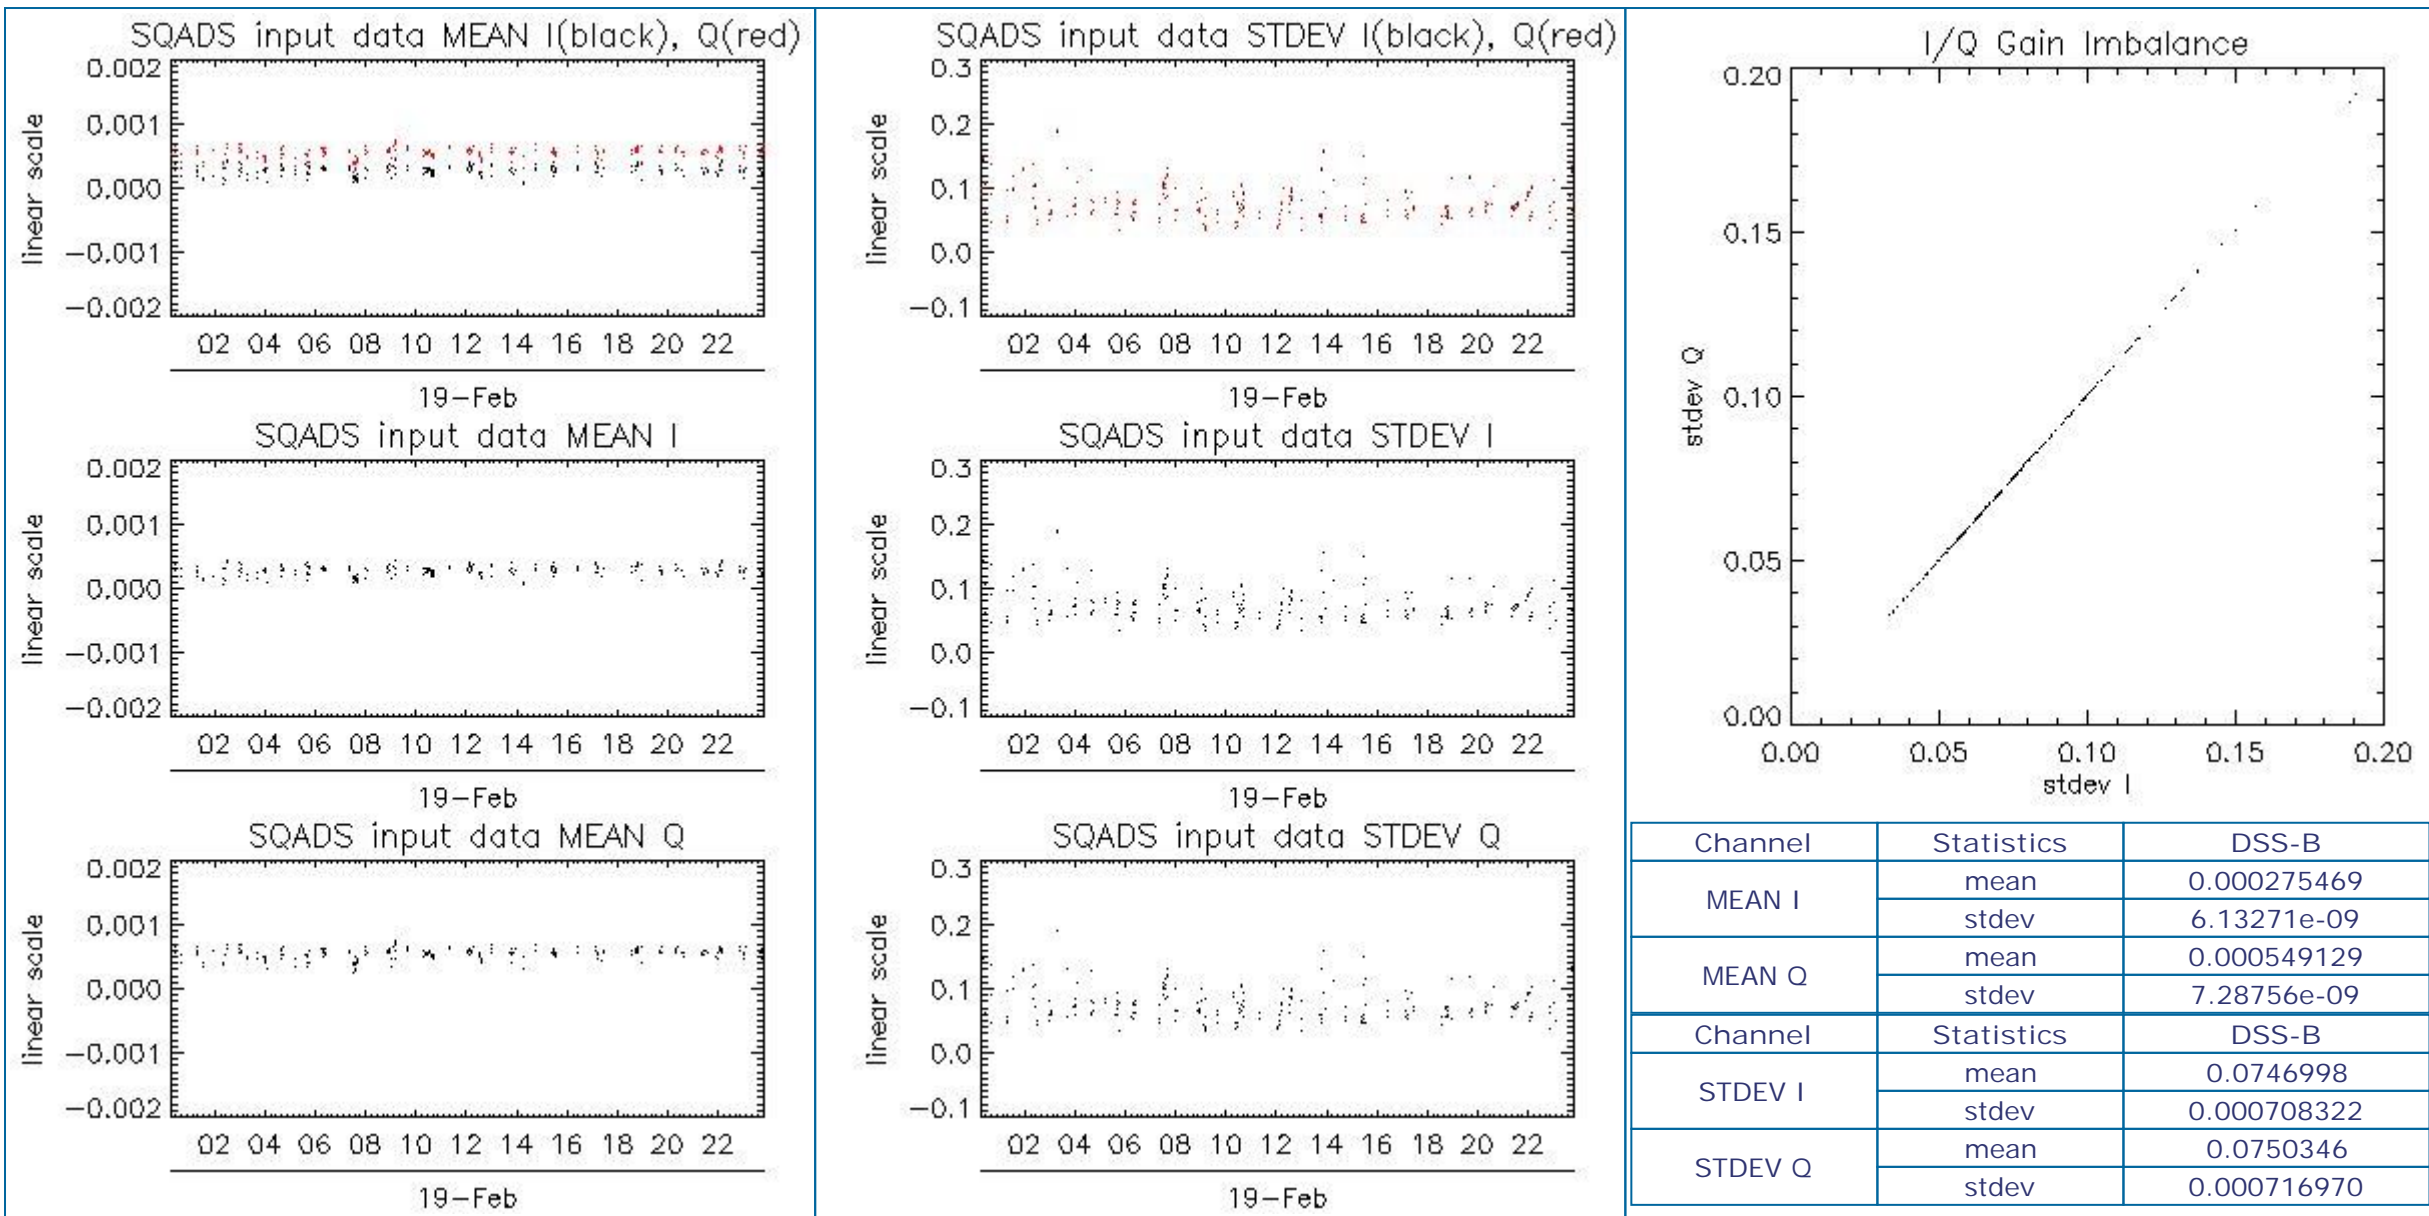 SQADS input data MEAN I(black), Q(red)
0.002
0.001
0.000
-0.001
-0.002
linear scale
02 04 06 08 10 12 14 16 18 20 22
19-Feb
SQADS input data MEAN I
0.002
0.001
0.000
-0.001
-0.002
linear scale
02 04 06 08 10 12 14 16 18 20 22
19-Feb
SQADS input data MEAN Q
0.002
0.001
0.000
-0.001
-0.002
linear scale
02 04 06 08 10 12 14 16 18 20 22
19-Feb
SQADS input data STDEV I(black), Q(red)
0.3
0.2
0.1
0.0
-0.1
linear scale
02 04 06 08 10 12 14 16 18 20 22
19-Feb
SQADS input data STDEV I
0.3
0.2
0.1
0.0
-0.1
linear scale
02 04 06 08 10 12 14 16 18 20 22
19-Feb
SQADS input data STDEV Q
0.3
0.2
0.1
0.0
-0.1
linear scale
02 04 06 08 10 12 14 16 18 20 22
19-Feb
I/Q Gain Imbalance
0.20
0.15
0.10
0.05
0.00
stdev Q
0.00 0.05 0.10 0.15 0.20
stdev I
Channel Statistics DSS-B
MEAN I mean 0.000275469
stdev 6.13271e-09
MEAN Q mean 0.000549129
stdev 7.28756e-09
Channel Statistics DSS-B
STDEV I mean 0.0746998
stdev 0.000708322
STDEV Q mean 0.0750346
stdev 0.000716970